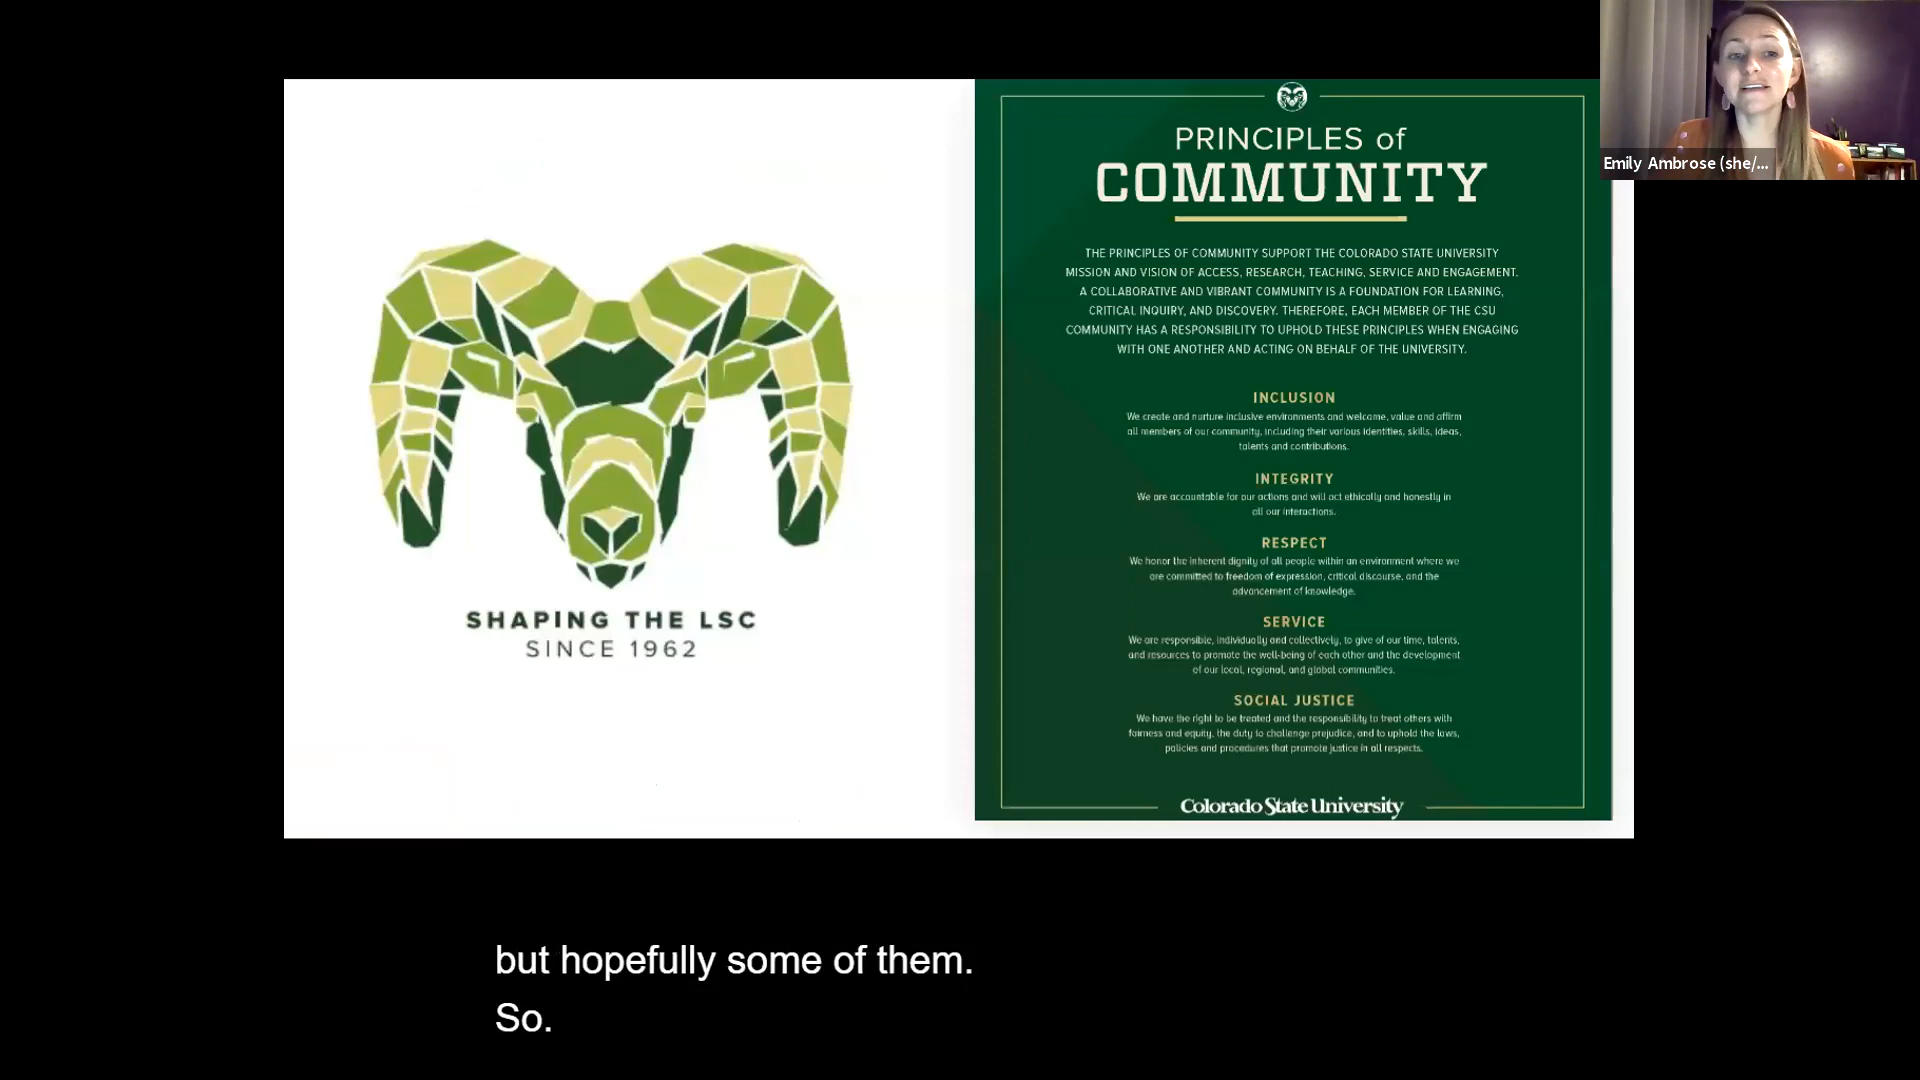 SHAPING THE LSC
SINCE 1962
PRINCIPLES of
COMMUNITY
THE PRINCIPLES OF COMMUNITY SUPPORT THE COLORADO STATE UNIVERSITY
MISSION AND VISION OF ACCESS, RESEARCH, TEACHING, SERVICE AND ENGAGEMENT.
A COLLABORATIVE AND VIBRANT COMMUNITY IS A FOUNDATION FOR LEARNING,
CRITICAL INQUIRY, AND DISCOVERY. THEREFORE, EACH MEMBER OF THE CSU
COMMUNITY HAS A RESPONSIBILITY TO UPHOLD THESE PRINCIPLES WHEN ENGAGING
WITH ONE ANOTHER AND ACTING ON BEHALF OF THE UNIVERSITY.
INCLUSION
We create and nurture inclusive environments and welcome, value and affirm
all members of our community, including their various identities, skills, ideas,
talents and contributions.
INTEGRITY
We are accountable for our actions and will act ethically and honestly in
all our interactions.
RESPECT
We honor the inherent dignity of all people within an environment where we
are committed to freedom of expression, critical discourse, and the
advancement of knowledge.
SERVICE
We are responsible, individually and collectively, to give of our time, talents,
and resources to promote the well-being of each other and the development
of our local, regional, and global communities.
SOCIAL JUSTICE
We have the right to be treated and the responsibility to treat others with
fairness and equity, the duty to challenge prejudice, and to uphold the laws,
policies and procedures that promote justice in all respects.
Colorado State University
Emily Ambrose (she/...
but hopefully some of them.
So.